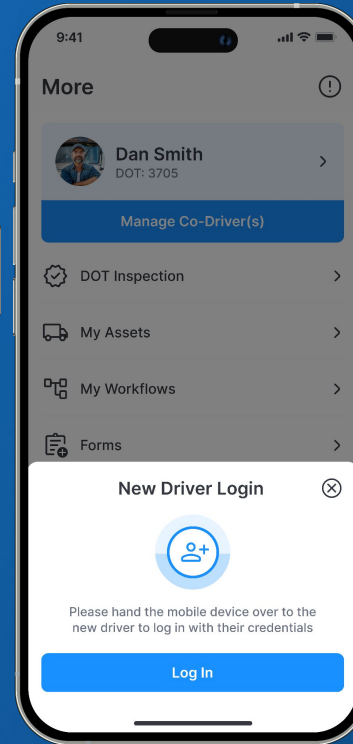 9:41
More
Dan Smith
DOT: 3705
Manage Co-Driver(s)
DOT Inspection
My Assets
My Workflows
Forms
New Driver Login
Please hand the mobile device over to the
new driver to log in with their credentials
Log In